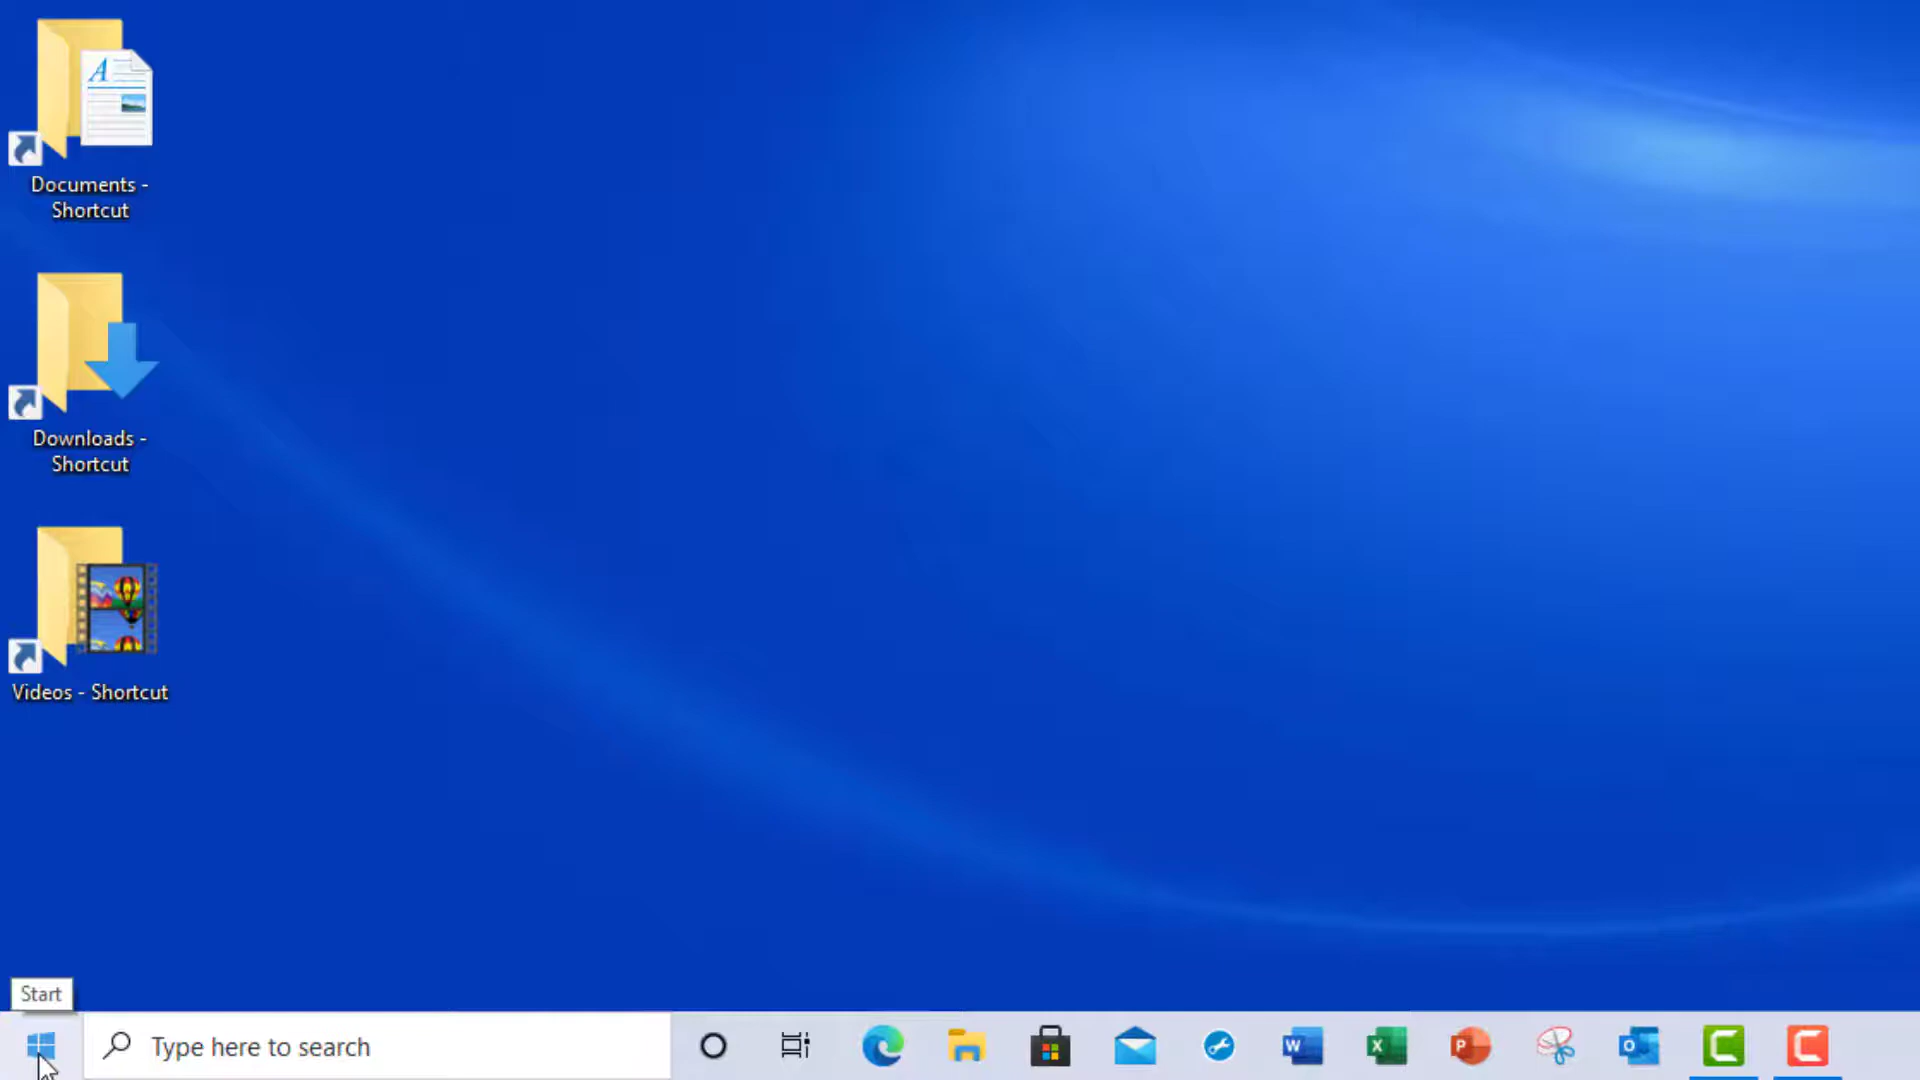 Documents -
Shortcut
Downloads -
Shortcut
Videos - Shortcut
Start
Type here to search